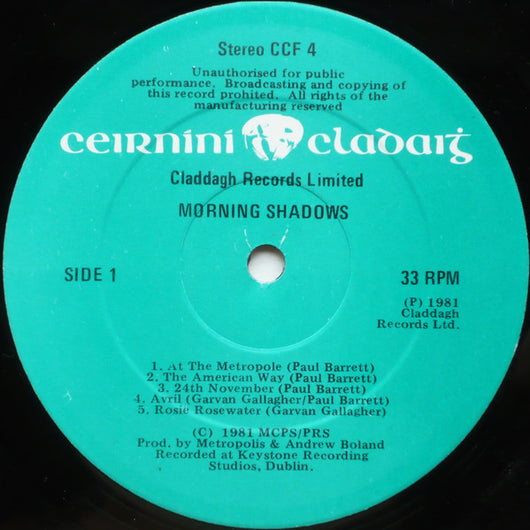 Stereo CCF 4
Unauthorised for public
performance. Broadcasting and copying of
this record prohibited. All rights of the
manufacturing reserved
ceirníní claddaiġ
Claddagh Records Limited
MORNING SHADOWS
SIDE 1
33 RPM
(P) 1981
Claddagh
Records Ltd.
1. At The Metropole (Paul Barrett)
2. The American Way (Paul Barrett)
3. 24th November (Paul Barrett)
4. Avril (Garvan Gallagher/Paul Barrett)
5. Rosie Rosewater (Garvan Gallagher)
(C) 1981 MCPS/PRS
Prod. by Metropolis & Andrew Boland
Recorded at Keystone Recording
Studios, Dublin.